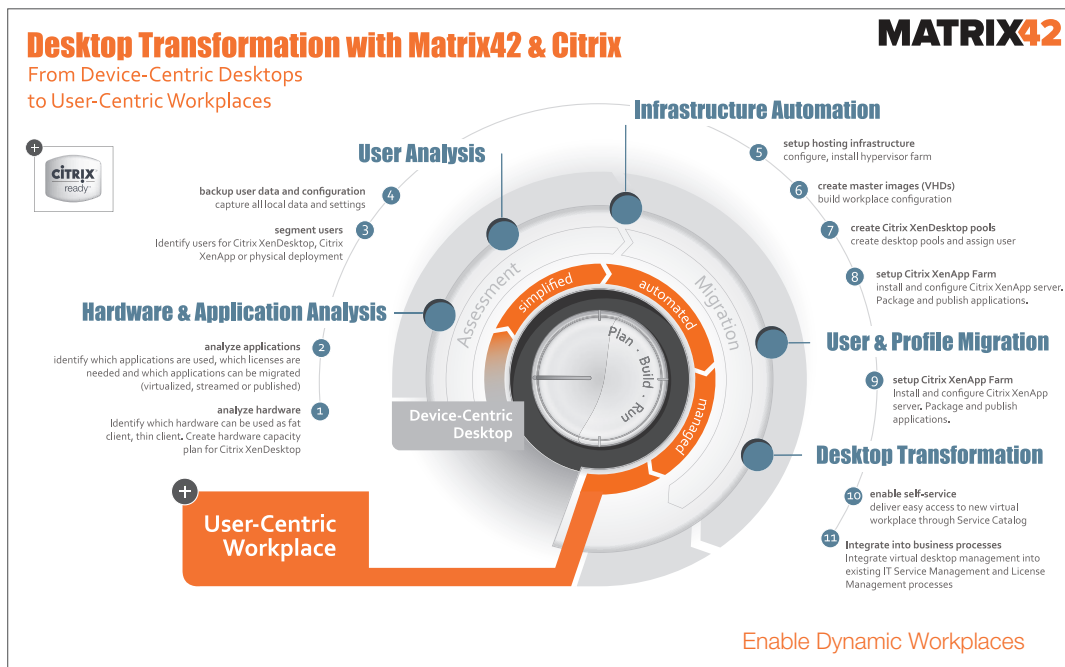 Desktop Transformation with Matrix42 & Citrix
From Device-Centric Desktops
to User-Centric Workplaces
MATRIX42
+
CITRIX
ready™
Hardware & Application Analysis
1
analyze hardware
Identify which hardware can be used as fat
client, thin client. Create hardware capacity
plan for Citrix XenDesktop
2
analyze applications
identify which applications are used, which licenses are
needed and which applications can be migrated
(virtualized, streamed or published)
User Analysis
3
segment users
Identify users for Citrix XenDesktop, Citrix
XenApp or physical deployment
4
backup user data and configuration
capture all local data and settings
Infrastructure Automation
5
setup hosting infrastructure
configure, install hypervisor farm
6
create master images (VHDs)
build workplace configuration
7
create Citrix XenDesktop pools
create desktop pools and assign user
8
setup Citrix XenApp Farm
install and configure Citrix XenApp server.
Package and publish applications.
User & Profile Migration
9
setup Citrix XenApp Farm
Install and configure Citrix XenApp
server. Package and publish
applications.
Desktop Transformation
10
enable self-service
deliver easy access to new virtual
workplace through Service Catalog
11
Integrate into business processes
Integrate virtual desktop management into
existing IT Service Management and License
Management processes
Assessment
Migration
simplified
automated
managed
Plan · Build · Run
Device-Centric
Desktop
+
User-Centric
Workplace
Enable Dynamic Workplaces